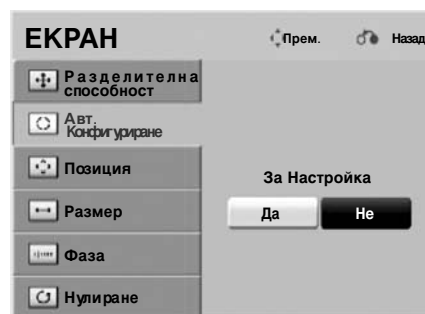 ЕКРАН
Прем.
Назад
Разделителна
способност
Авт.
Конфигуриране
Позиция
Размер
Фаза
Нулиране
За Настройка
Да
Не